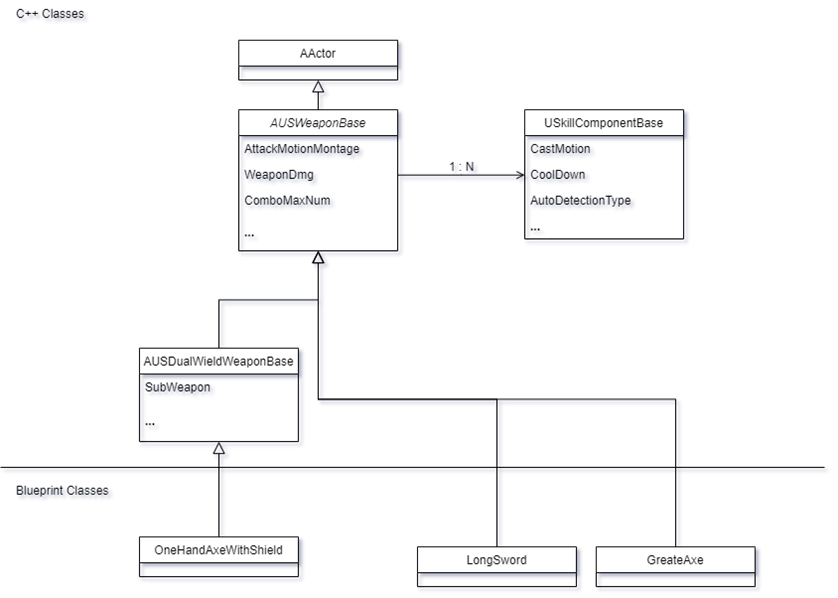 C++ Classes
AActor
AUSWeaponBase
AttackMotionMontage
WeaponDmg
ComboMaxNum
...
1 : N
USkillComponentBase
CastMotion
CoolDown
AutoDetectionType
...
AUSDualWieldWeaponBase
SubWeapon
...
Blueprint Classes
OneHandAxeWithShield
LongSword
GreateAxe